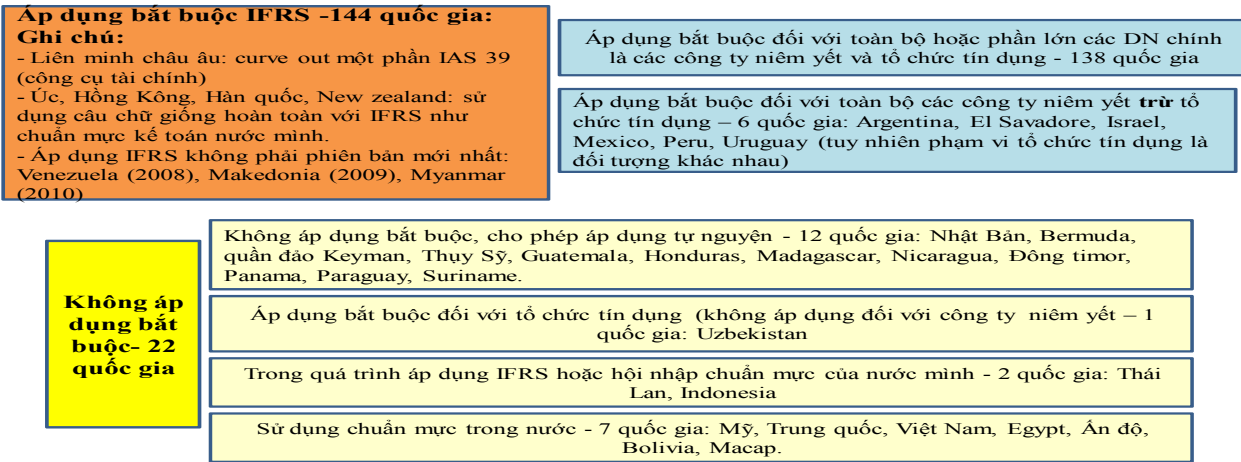 Áp dụng bắt buộc IFRS -144 quốc gia:
Ghi chú:
- Liên minh châu âu: curve out một phần IAS 39
(công cụ tài chính)
- Úc, Hồng Kông, Hàn quốc, New zealand: sử
dụng câu chữ giống hoàn toàn với IFRS như
chuẩn mực kế toán nước mình.
- Áp dụng IFRS không phải phiên bản mới nhất:
Venezuela (2008), Makedonia (2009), Myanmar
(2010)
Áp dụng bắt buộc đối với toàn bộ hoặc phần lớn các DN chính
là các công ty niêm yết và tổ chức tín dụng - 138 quốc gia
Áp dụng bắt buộc đối với toàn bộ các công ty niêm yết trừ tổ
chức tín dụng – 6 quốc gia: Argentina, El Savadore, Israel,
Mexico, Peru, Uruguay (tuy nhiên phạm vi tổ chức tín dụng là
đối tượng khác nhau)
Không áp
dụng bắt
buộc- 22
quốc gia
Không áp dụng bắt buộc, cho phép áp dụng tự nguyện - 12 quốc gia: Nhật Bản, Bermuda,
quần đảo Keyman, Thụy Sỹ, Guatemala, Honduras, Madagascar, Nicaragua, Đông timor,
Panama, Paraguay, Suriname.
Áp dụng bắt buộc đối với tổ chức tín dụng (không áp dụng đối với công ty niêm yết – 1
quốc gia: Uzbekistan
Trong quá trình áp dụng IFRS hoặc hội nhập chuẩn mực của nước mình - 2 quốc gia: Thái
Lan, Indonesia
Sử dụng chuẩn mực trong nước - 7 quốc gia: Mỹ, Trung quốc, Việt Nam, Egypt, Ấn độ,
Bolivia, Macap.